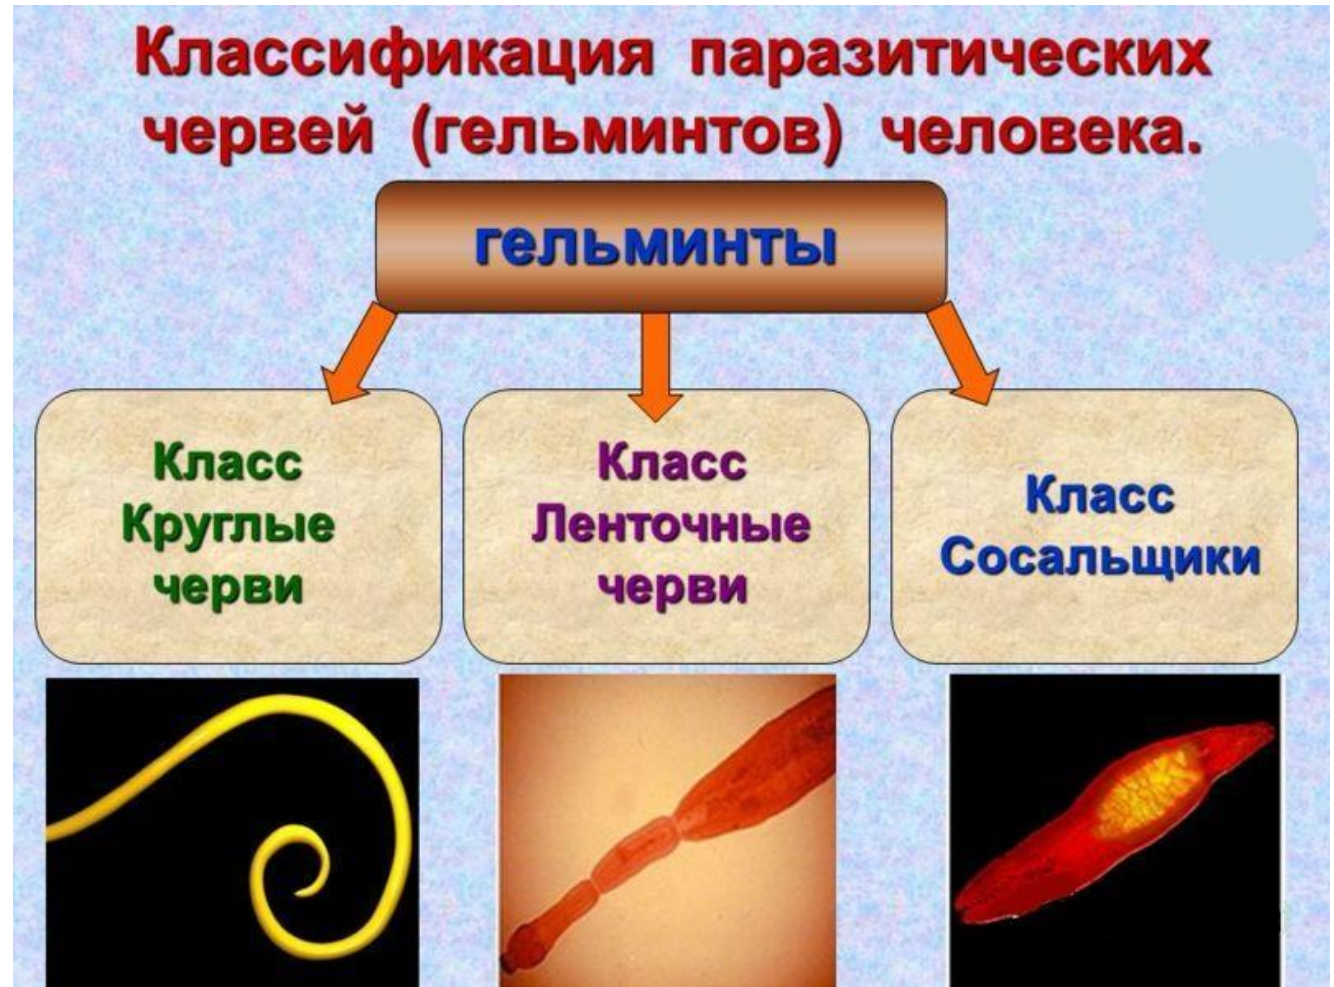 Классификация паразитических
червей (гельминтов) человека.
гельминты
Класс
Круглые
черви
Класс
Ленточные
черви
Класс
Сосальщики